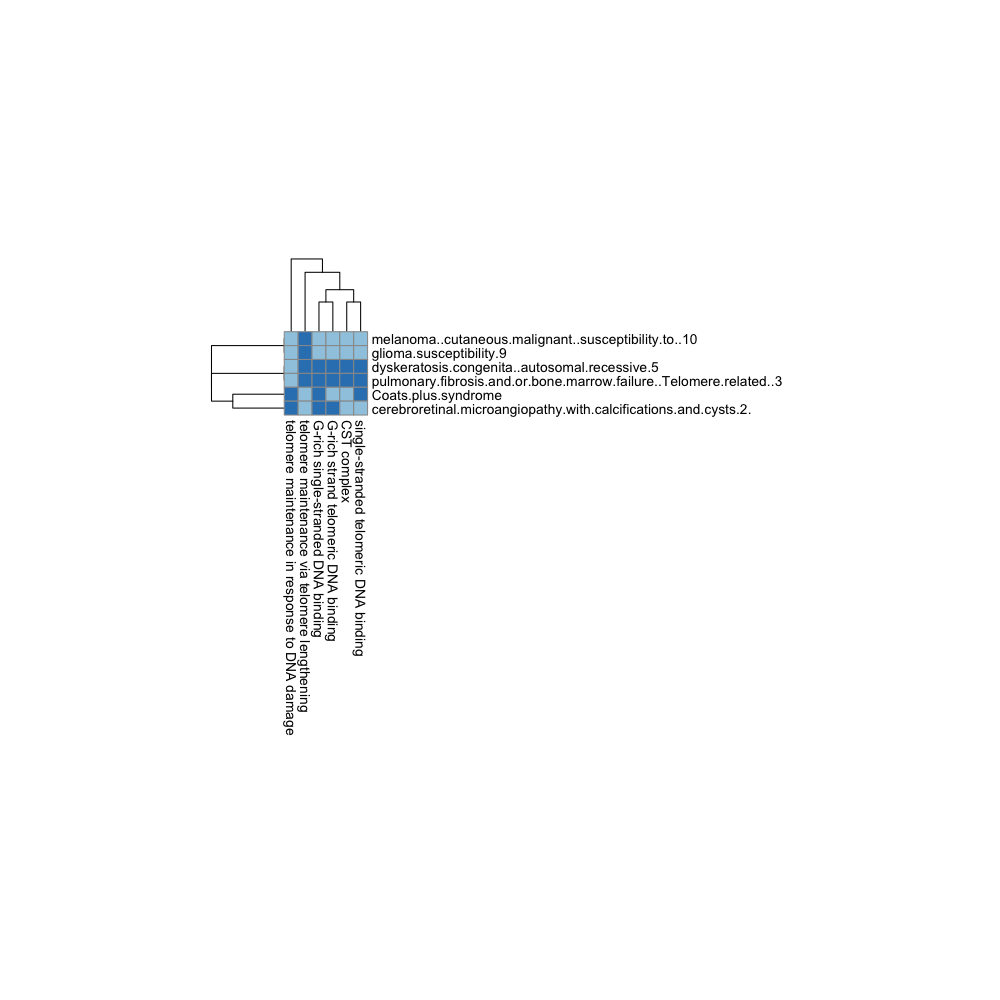 melanoma..cutaneous.malignant..susceptibility.to..10
glioma.susceptibility.9
dyskeratosis.congenita..autosomal.recessive.5
pulmonary.fibrosis.and.or.bone.marrow.failure..Telomere.related..3
Coats.plus.syndrome
cerebroretinal.microangiopathy.with.calcifications.and.cysts.2.
telomere maintenance in response to DNA damage
telomere maintenance via telomere lengthening
G-rich single-stranded DNA binding
G-rich strand telomeric DNA binding
CST complex
single-stranded telomeric DNA binding